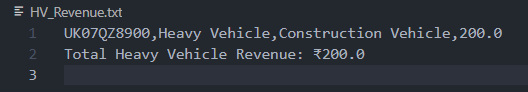 HV_Revenue.txt
1 UK07QZ8900,Heavy Vehicle,Construction Vehicle,200.0
2 Total Heavy Vehicle Revenue: ₹200.0
3